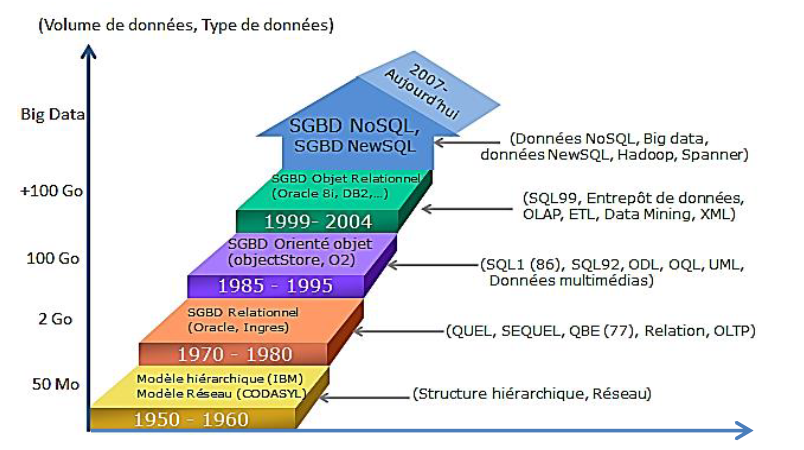 (Volume de données, Type de données)
2007-
Aujourd'hui
Big Data
SGBD NoSQL,
SGBD NewSQL
(Données NoSQL, Big data,
données NewSQL, Hadoop, Spanner)
+100 Go
SGBD Objet Relationnel
(Oracle 8i, DB2,...)
1999- 2004
(SQL99, Entrepôt de données,
OLAP, ETL, Data Mining, XML)
100 Go
SGBD Orienté objet
(objectStore, O2)
1985 - 1995
(SQL1 (86), SQL92, ODL, OQL, UML,
Données multimédias)
2 Go
SGBD Relationnel
(Oracle, Ingres)
1970 - 1980
(QUEL, SEQUEL, QBE (77), Relation, OLTP)
50 Mo
Modèle hiérarchique (IBM)
Modèle Réseau (CODASYL)
1950 - 1960
(Structure hiérarchique, Réseau)